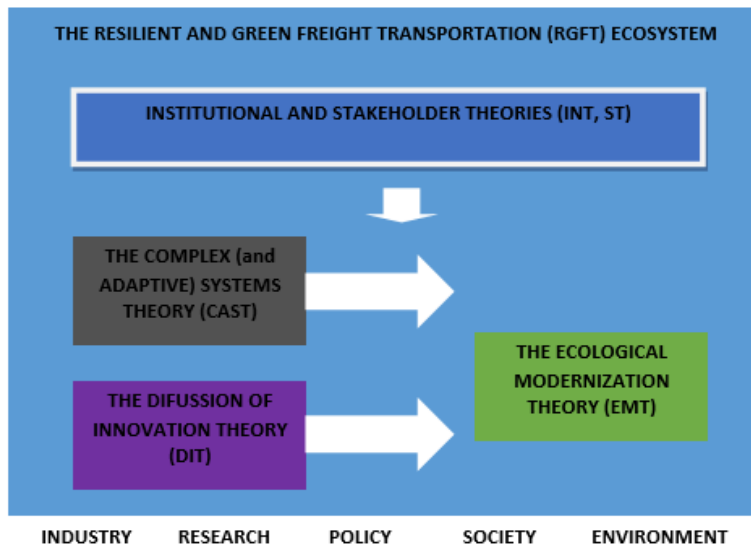 THE RESILIENT AND GREEN FREIGHT TRANSPORTATION (RGFT) ECOSYSTEM
INSTITUTIONAL AND STAKEHOLDER THEORIES (INT, ST)
THE COMPLEX (and
ADAPTIVE) SYSTEMS
THEORY (CAST)
THE ECOLOGICAL
MODERNIZATION
THEORY (EMT)
THE DIFUSSION OF
INNOVATION THEORY
(DIT)
INDUSTRY RESEARCH POLICY SOCIETY ENVIRONMENT